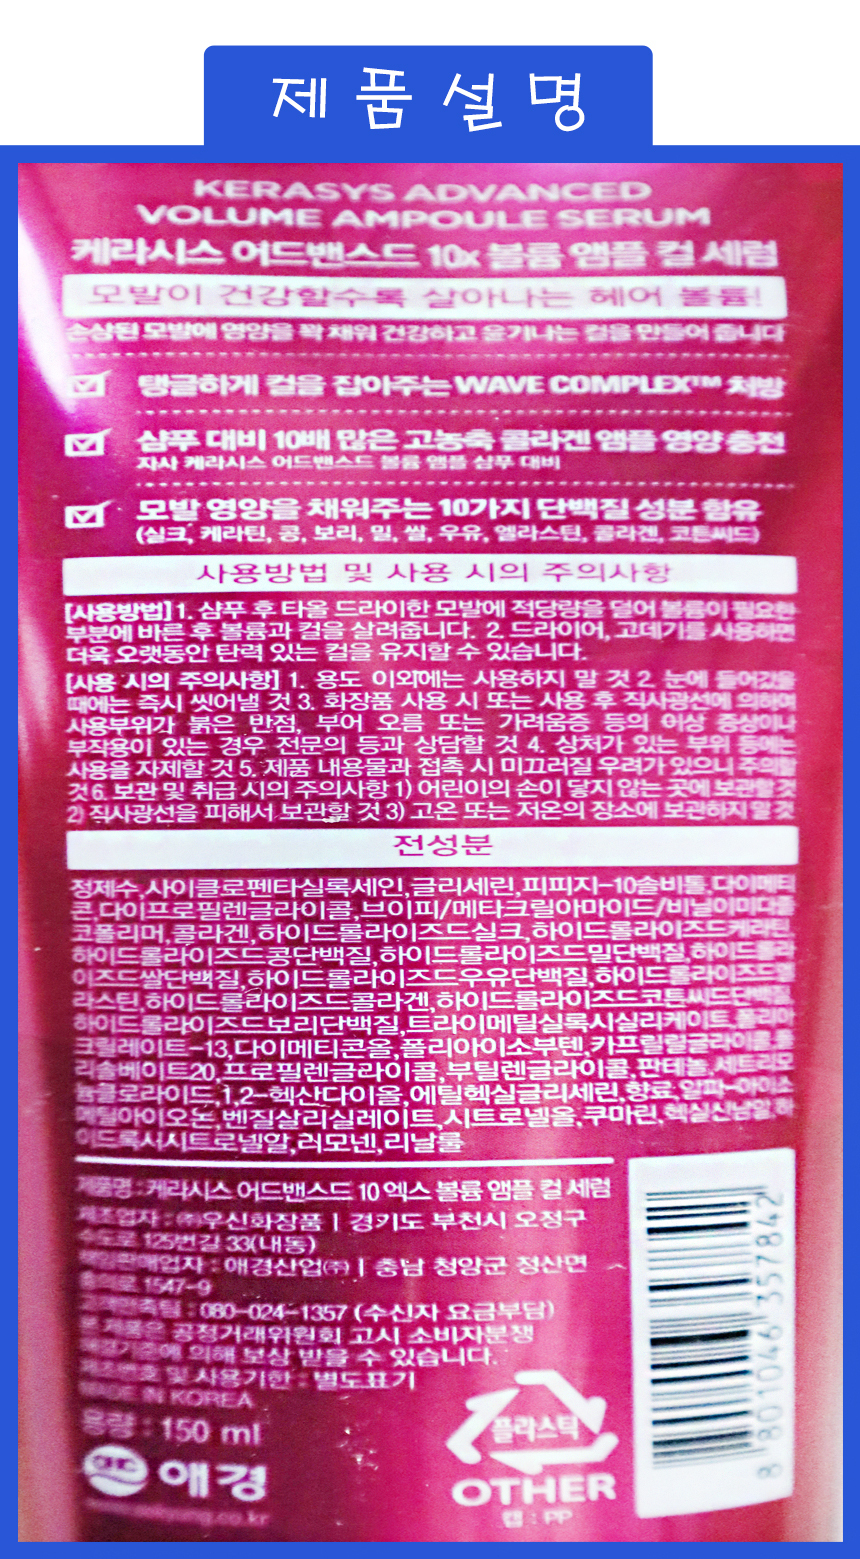 제품설명
KERASYS ADVANCED
VOLUME AMPOULE SERUM
케라시스 어드밴스드 10x 볼륨 앰플 컬 세럼
모발이 건강할수록 살아나는 헤어 볼륨!
손상된 모발에 영양을 꽉 채워 건강하고 윤기나는 컬을 만들어 줍니다
탱글하게 컬을 잡아주는 WAVE COMPLEX™ 처방
샴푸 대비 10배 많은 고농축 콜라겐 앰플 영양 충전
자사 케라시스 어드밴스드 볼륨 앰플 샴푸 대비
모발 영양을 채워주는 10가지 단백질 성분 함유
(실크, 케라틴, 콩, 보리, 밀, 쌀, 우유, 엘라스틴, 콜라겐, 코튼씨드)
사용방법 및 사용 시의 주의사항
[사용방법] 1. 샴푸 후 타올 드라이한 모발에 적당량을 덜어 볼륨이 필요한
부분에 바른 후 볼륨과 컬을 살려줍니다. 2. 드라이어, 고데기를 사용하면
더욱 오랫동안 탄력 있는 컬을 유지할 수 있습니다.
[사용 시의 주의사항] 1. 용도 이외에는 사용하지 말 것 2. 눈에 들어갔을
때에는 즉시 씻어낼 것 3. 화장품 사용 시 또는 사용 후 직사광선에 의하여
사용부위가 붉은 반점, 부어 오름 또는 가려움증 등의 이상 증상이나
부작용이 있는 경우 전문의 등과 상담할 것 4. 상처가 있는 부위 등에는
사용을 자제할 것 5. 제품 내용물과 접촉 시 미끄러질 우려가 있으니 주의할
것 6. 보관 및 취급 시의 주의사항 1) 어린이의 손이 닿지 않는 곳에 보관할 것
2) 직사광선을 피해서 보관할 것 3) 고온 또는 저온의 장소에 보관하지 말 것
전성분
정제수,사이클로펜타실록세인,글리세린,피피지-10솔비톨,다이메티
콘,다이프로필렌글라이콜,브이피/메타크릴아마이드/비닐이미다졸
코폴리머,콜라겐,하이드롤라이즈드실크,하이드롤라이즈드케라틴,
하이드롤라이즈드콩단백질,하이드롤라이즈드밀단백질,하이드롤라
이즈드쌀단백질,하이드롤라이즈드우유단백질,하이드롤라이즈드엘
라스틴,하이드롤라이즈드콜라겐,하이드롤라이즈드코튼씨드단백질,
하이드롤라이즈드보리단백질,트라이메틸실록시실리케이트,폴리아
크릴레이트-13,다이메티콘올,폴리아이소부텐,카프릴릴글라이콜,폴
리솔베이트20,프로필렌글라이콜,부틸렌글라이콜,판테놀,세트리모
늄클로라이드,1,2-헥산다이올,에틸헥실글리세린,향료,알파-아이소
메틸아이오논,벤질살리실레이트,시트로넬올,쿠마린,헥실신남알,하
이드록시시트로넬알,리모넨,리날룰
제품명 : 케라시스 어드밴스드 10 엑스 볼륨 앰플 컬 세럼
제조업자 : ㈜우신화장품 | 경기도 부천시 오정구
수도로 125번길 33(내동)
책임판매업자 : 애경산업㈜ | 충남 청양군 정산면
1547-9
080-024-1357 (수신자 요금부담)
본 제품은 공정거래위원회 고시 소비자분쟁
해결기준에 의해 보상 받을 수 있습니다.
제조번호 및 사용기한 : 별도표기
MADE IN KOREA
용량 : 150 ml
애경
플라스틱
OTHER
캡 : PP
8 801046 357842